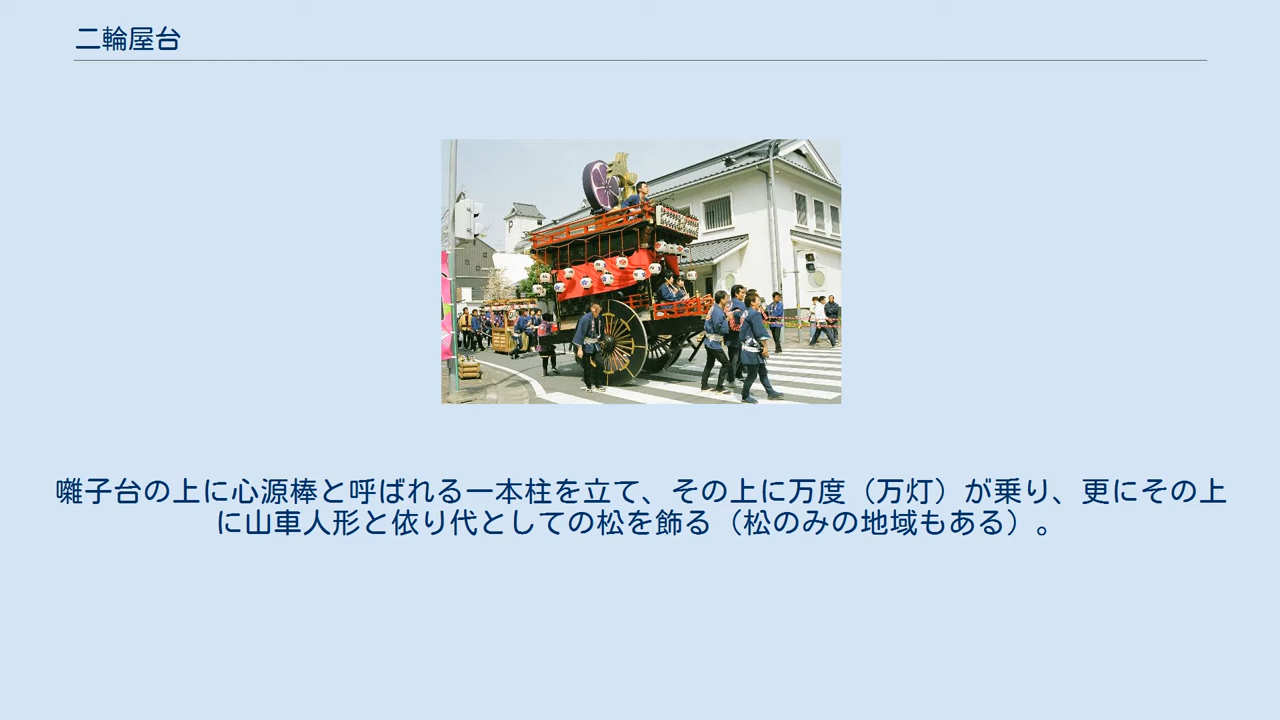 二輪屋台
囃子台の上に心源棒と呼ばれる一本柱を立て、その上に万度（万灯）が乗り、更にその上
に山車人形と依り代としての松を飾る（松のみの地域もある）。